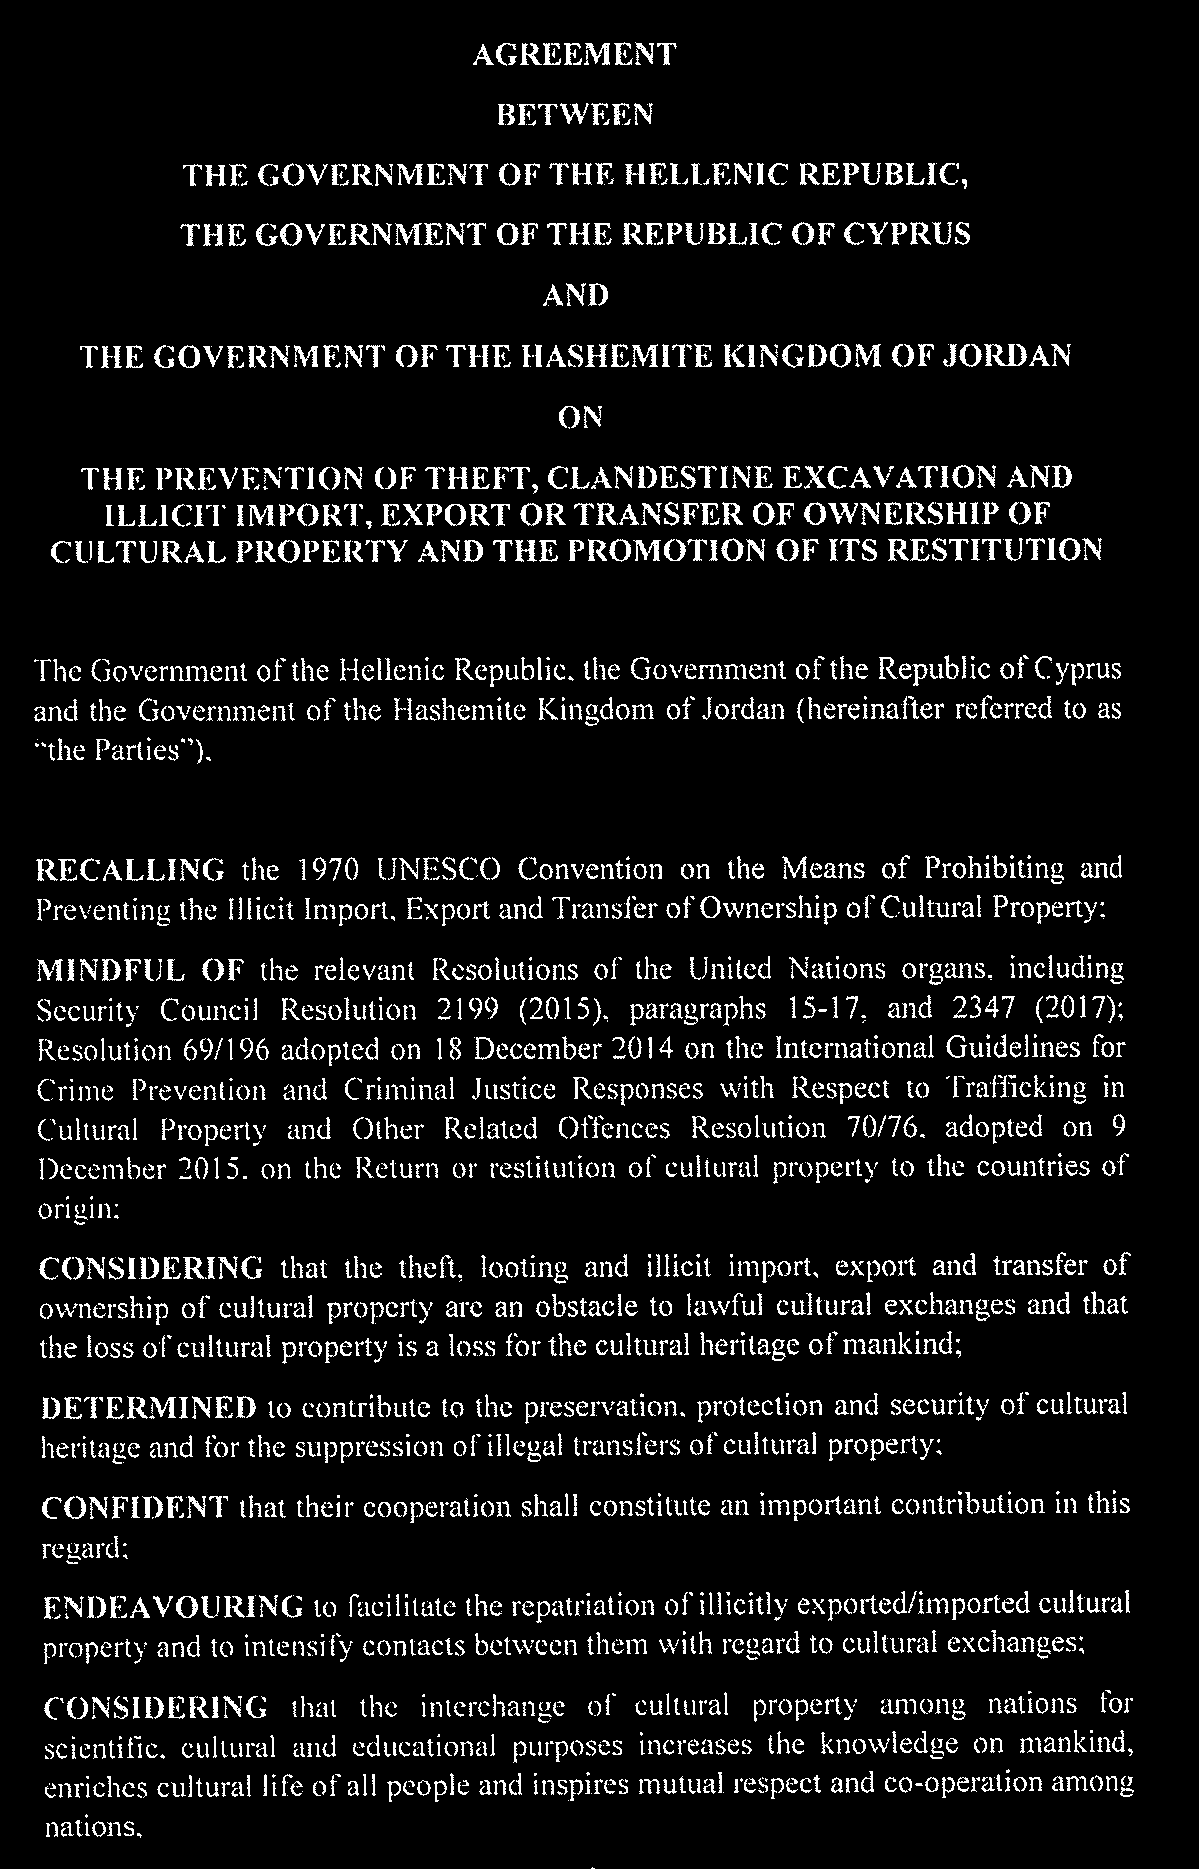 AGREEMENT
BETWEEN
THE GOVERNMENT OF THE HELLENIC REPUBLIC,
THE GOVERNMENT OF THE REPUBLIC OF CYPRUS
AND
THE GOVERNMENT OF THE HASHEMITE KINGDOM OF JORDAN
ON
THE PREVENTION OF THEFT, CLANDESTINE EXCAVATION AND
ILLICIT IMPORT, EXPORT OR TRANSFER OF OWNERSHIP OF
CULTURAL PROPERTY AND THE PROMOTION OF ITS RESTITUTION
The Government of the Hellenic Republic, the Government of the Republic of Cyprus
and the Government of the Hashemite Kingdom of Jordan (hereinafter referred to as
"the Parties"),
RECALLING the 1970 UNESCO Convention on the Means of Prohibiting and
Preventing the Illicit Import, Export and Transfer of Ownership of Cultural Property;
MINDFUL OF the relevant Resolutions of the United Nations organs, including
Security Council Resolution 2199 (2015), paragraphs 15-17, and 2347 (2017);
Resolution 69/196 adopted on 18 December 2014 on the International Guidelines for
Crime Prevention and Criminal Justice Responses with Respect to Trafficking in
Cultural Property and Other Related Offences Resolution 70/76, adopted on 9
December 2015, on the Return or restitution of cultural property to the countries of
origin;
CONSIDERING that the theft, looting and illicit import, export and transfer of
ownership of cultural property are an obstacle to lawful cultural exchanges and that
the loss of cultural property is a loss for the cultural heritage of mankind;
DETERMINED to contribute to the preservation, protection and security of cultural
heritage and for the suppression of illegal transfers of cultural property;
CONFIDENT that their cooperation shall constitute an important contribution in this
regard;
ENDEAVOURING to facilitate the repatriation of illicitly exported/imported cultural
property and to intensify contacts between them with regard to cultural exchanges;
CONSIDERING that the interchange of cultural property among nations for
scientific, cultural and educational purposes increases the knowledge on mankind,
enriches cultural life of all people and inspires mutual respect and co-operation among
nations,